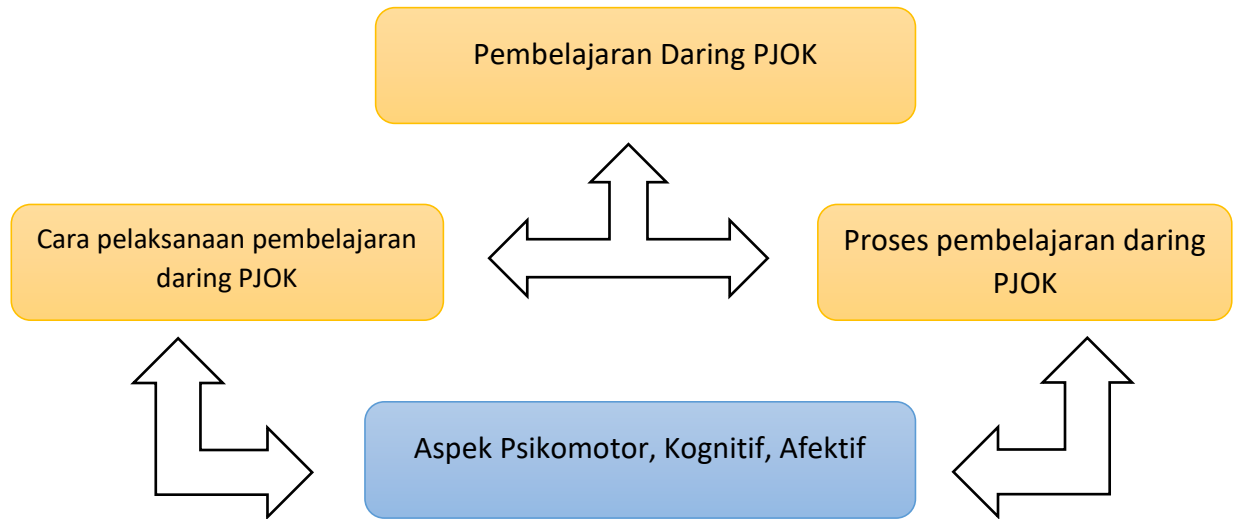 Pembelajaran Daring PJOK
Cara pelaksanaan pembelajaran
daring PJOK
Proses pembelajaran daring
PJOK
Aspek Psikomotor, Kognitif, Afektif